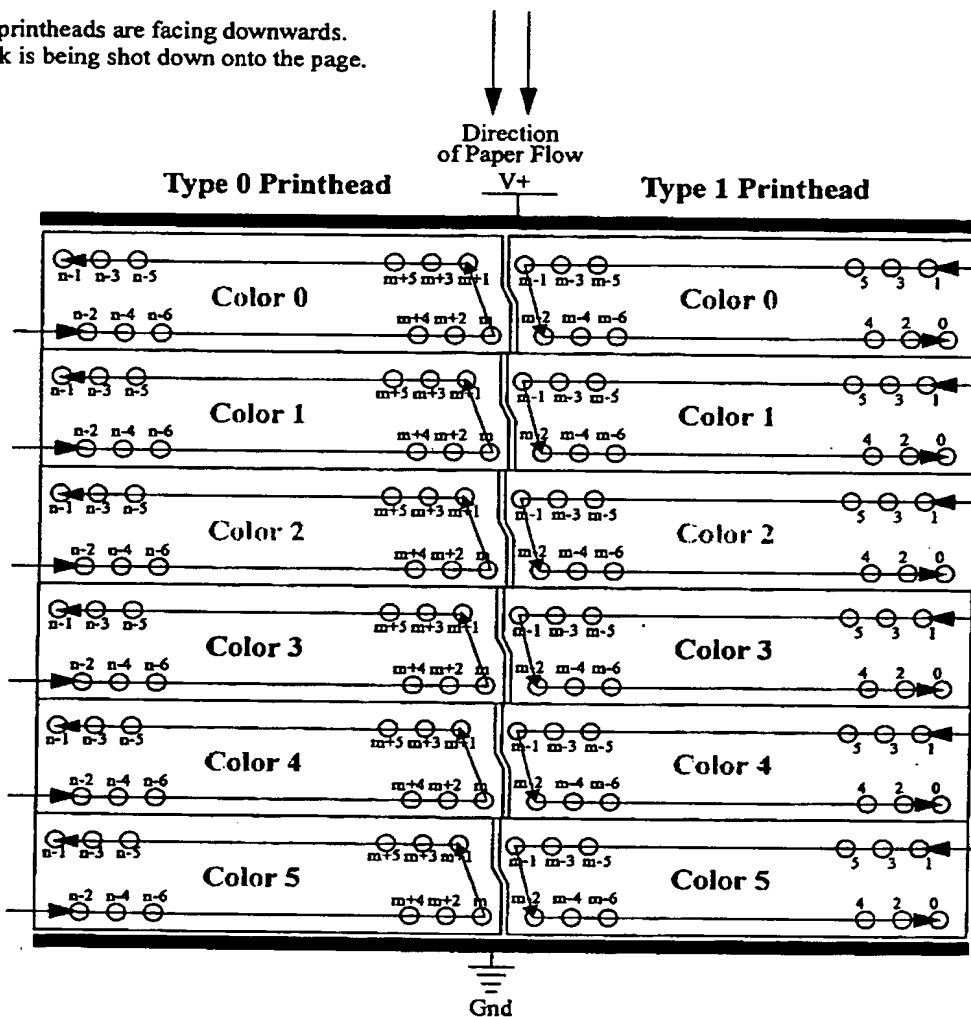 printheads are facing downwards.
k is being shot down onto the page.
Direction
of Paper Flow
Type 0 Printhead
V+
Type 1 Printhead
n-1 n-3 n-5
m+5 m+3 m+1
m-1 m-3 m-5
5 3 1
Color 0
Color 0
n-2 n-4 n-6
m+4 m+2 m
m-2 m-4 m-6
4 2 0
n-1 n-3 n-5
m+5 m+3 m+1
m-1 m-3 m-5
5 3 1
Color 1
Color 1
n-2 n-4 n-6
m+4 m+2 m
m-2 m-4 m-6
4 2 0
n-1 n-3 n-5
m+5 m+3 m+1
m-1 m-3 m-5
5 3 1
Color 2
Color 2
n-2 n-4 n-6
m+4 m+2 m
m-2 m-4 m-6
4 2 0
n-1 n-3 n-5
m+5 m+3 m+1
m-1 m-3 m-5
5 3 1
Color 3
Color 3
n-2 n-4 n-6
m+4 m+2 m
m-2 m-4 m-6
4 2 0
n-1 n-3 n-5
m+5 m+3 m+1
m-1 m-3 m-5
5 3 1
Color 4
Color 4
n-2 n-4 n-6
m+4 m+2 m
m-2 m-4 m-6
4 2 0
n-1 n-3 n-5
m+5 m+3 m+1
m-1 m-3 m-5
5 3 1
Color 5
Color 5
n-2 n-4 n-6
m+4 m+2 m
m-2 m-4 m-6
4 2 0
Gnd